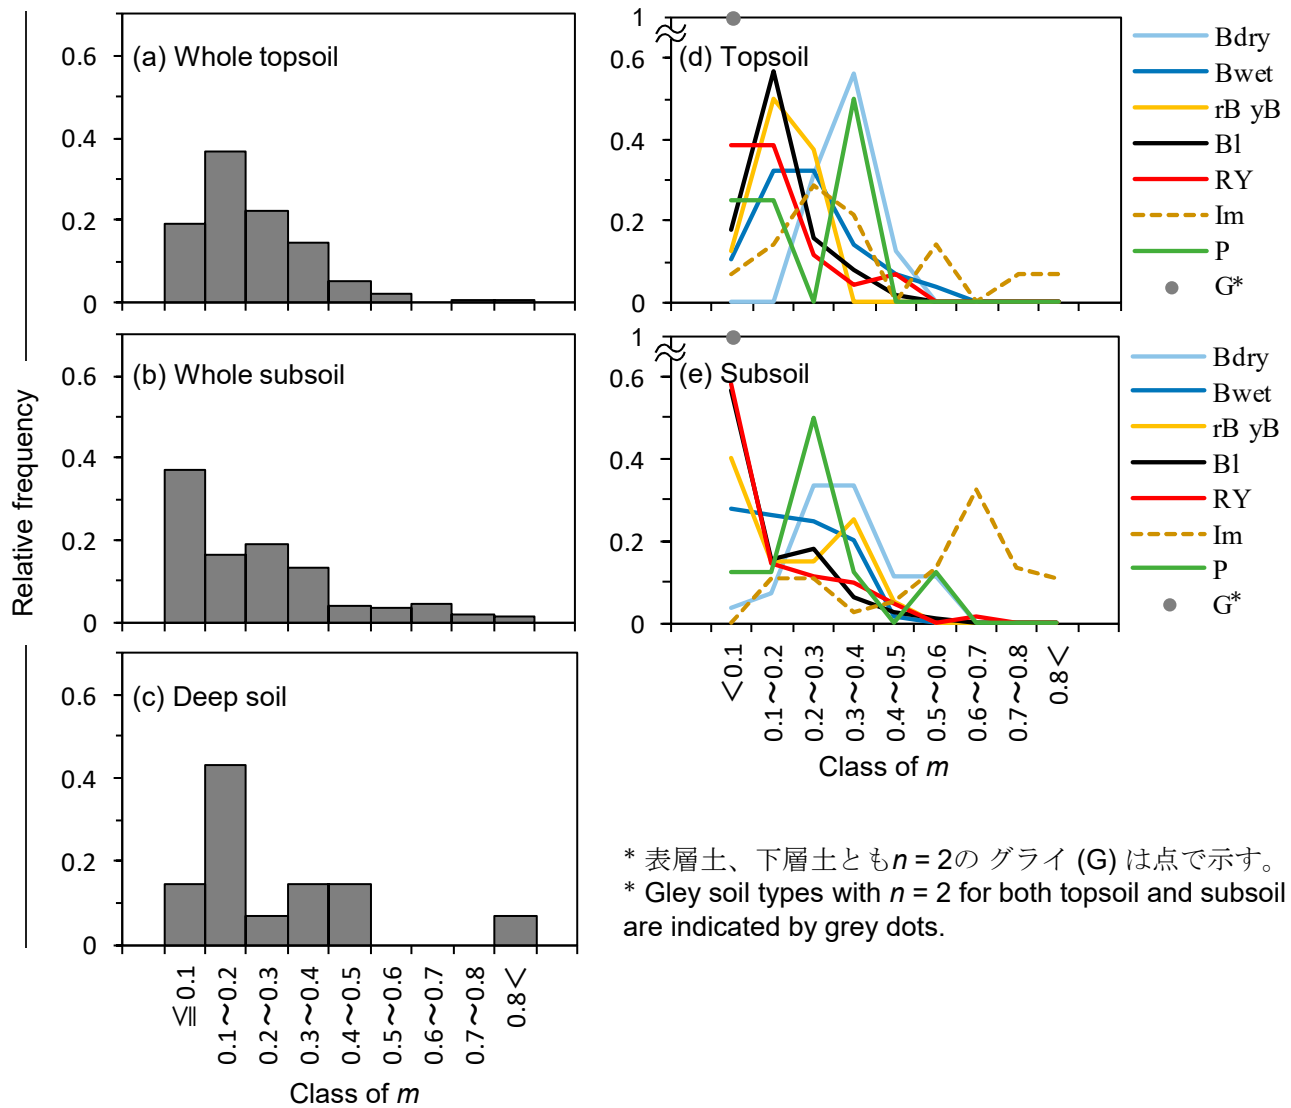 Relative frequency
(a) Whole topsoil
0.6
0.4
0.2
0
(b) Whole subsoil
0.6
0.4
0.2
0
(c) Deep soil
0.6
0.4
0.2
0
≦0.1
0.1~0.2
0.2~0.3
0.3~0.4
0.4~0.5
0.5~0.6
0.6~0.7
0.7~0.8
0.8<
Class of m
(d) Topsoil
1
0.6
0.4
0.2
0
Bdry
Bwet
rB yB
Bl
RY
Im
P
G*
(e) Subsoil
1
0.6
0.4
0.2
0
Bdry
Bwet
rB yB
Bl
RY
Im
P
G*
<0.1
0.1~0.2
0.2~0.3
0.3~0.4
0.4~0.5
0.5~0.6
0.6~0.7
0.7~0.8
0.8<
Class of m
* 表層土、下層土ともn = 2の グライ (G) は点で示す。
* Gley soil types with n = 2 for both topsoil and subsoil
are indicated by grey dots.